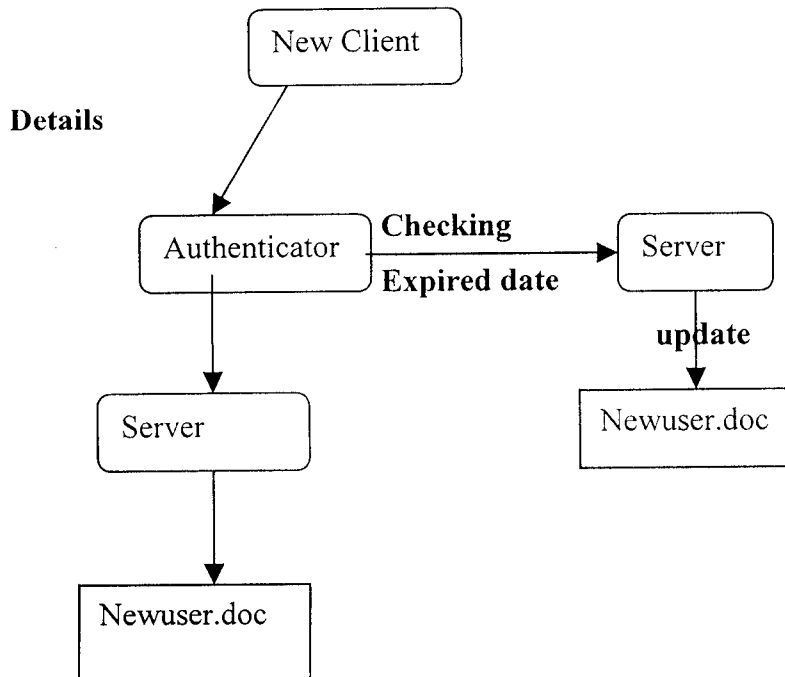 New Client
Details
Authenticator
Checking
Expired date
Server
update
Server
Newuser.doc
Newuser.doc